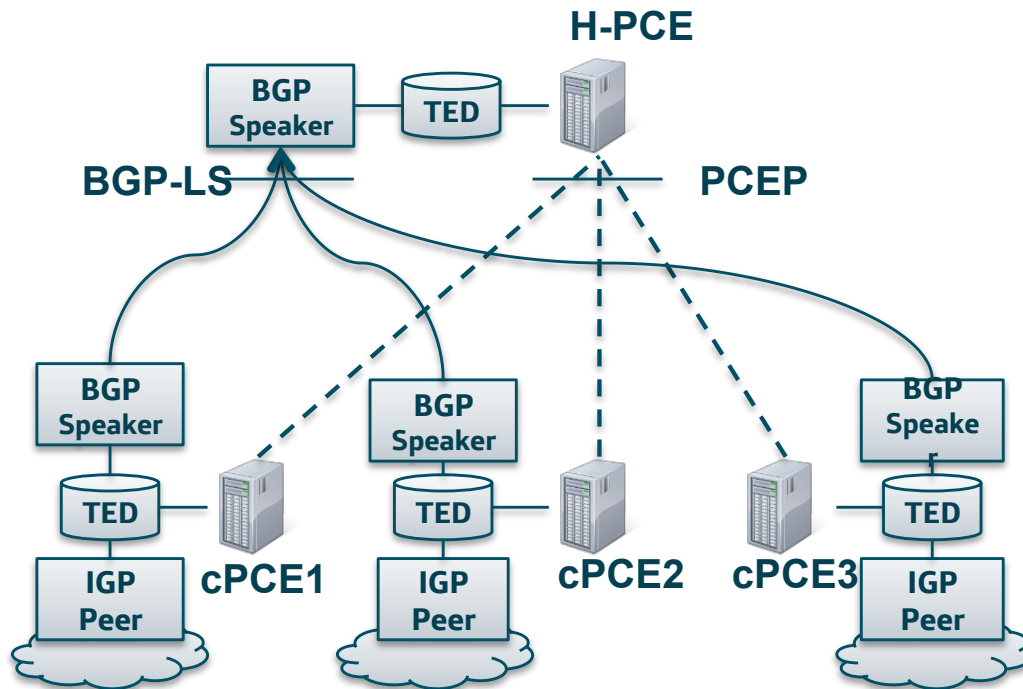 H-PCE
BGP
Speaker
TED
BGP-LS
PCEP
BGP
Speaker
BGP
Speaker
BGP
Speake
r
TED
TED
TED
cPCE1
cPCE2
cPCE3
IGP
Peer
IGP
Peer
IGP
Peer